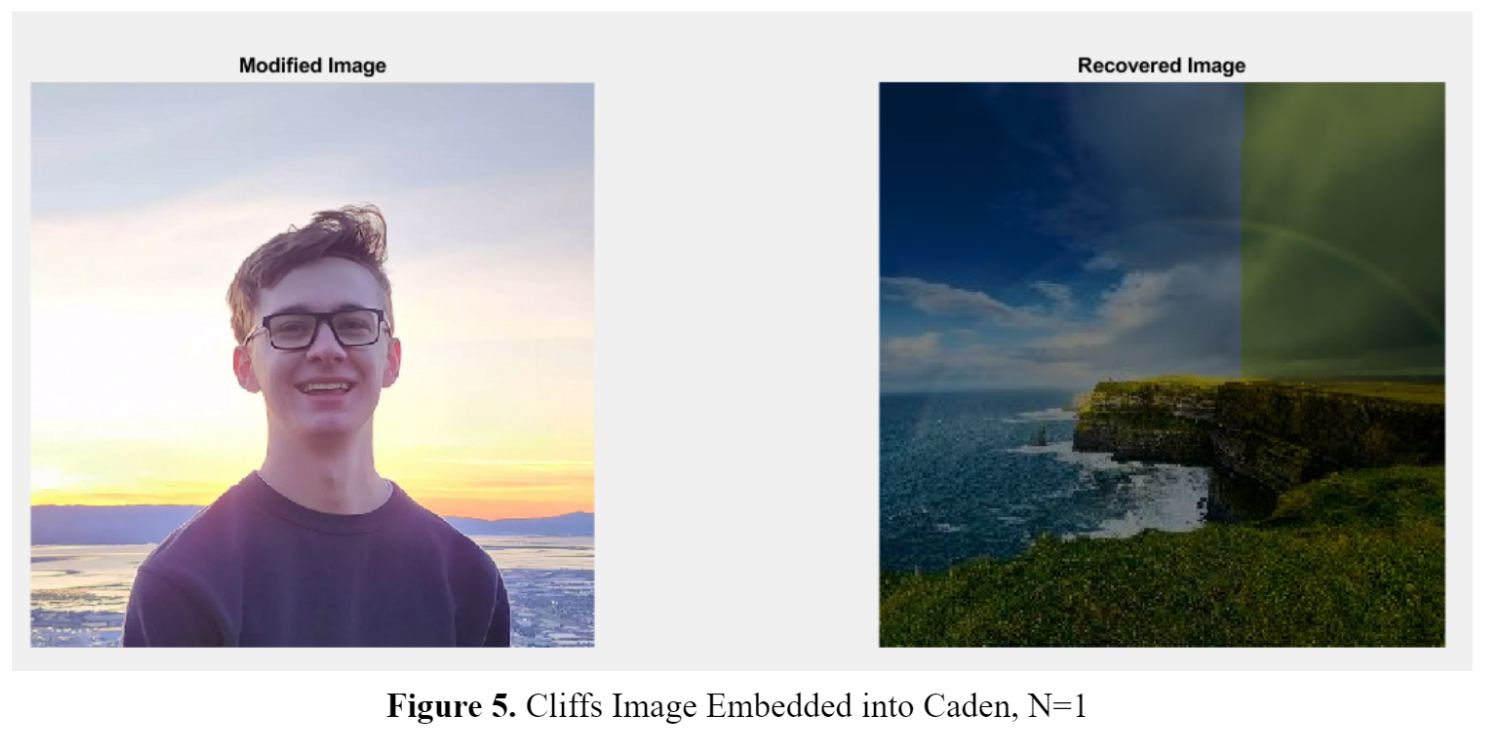 Modified Image
Recovered Image
Figure 5. Cliffs Image Embedded into Caden, N=1